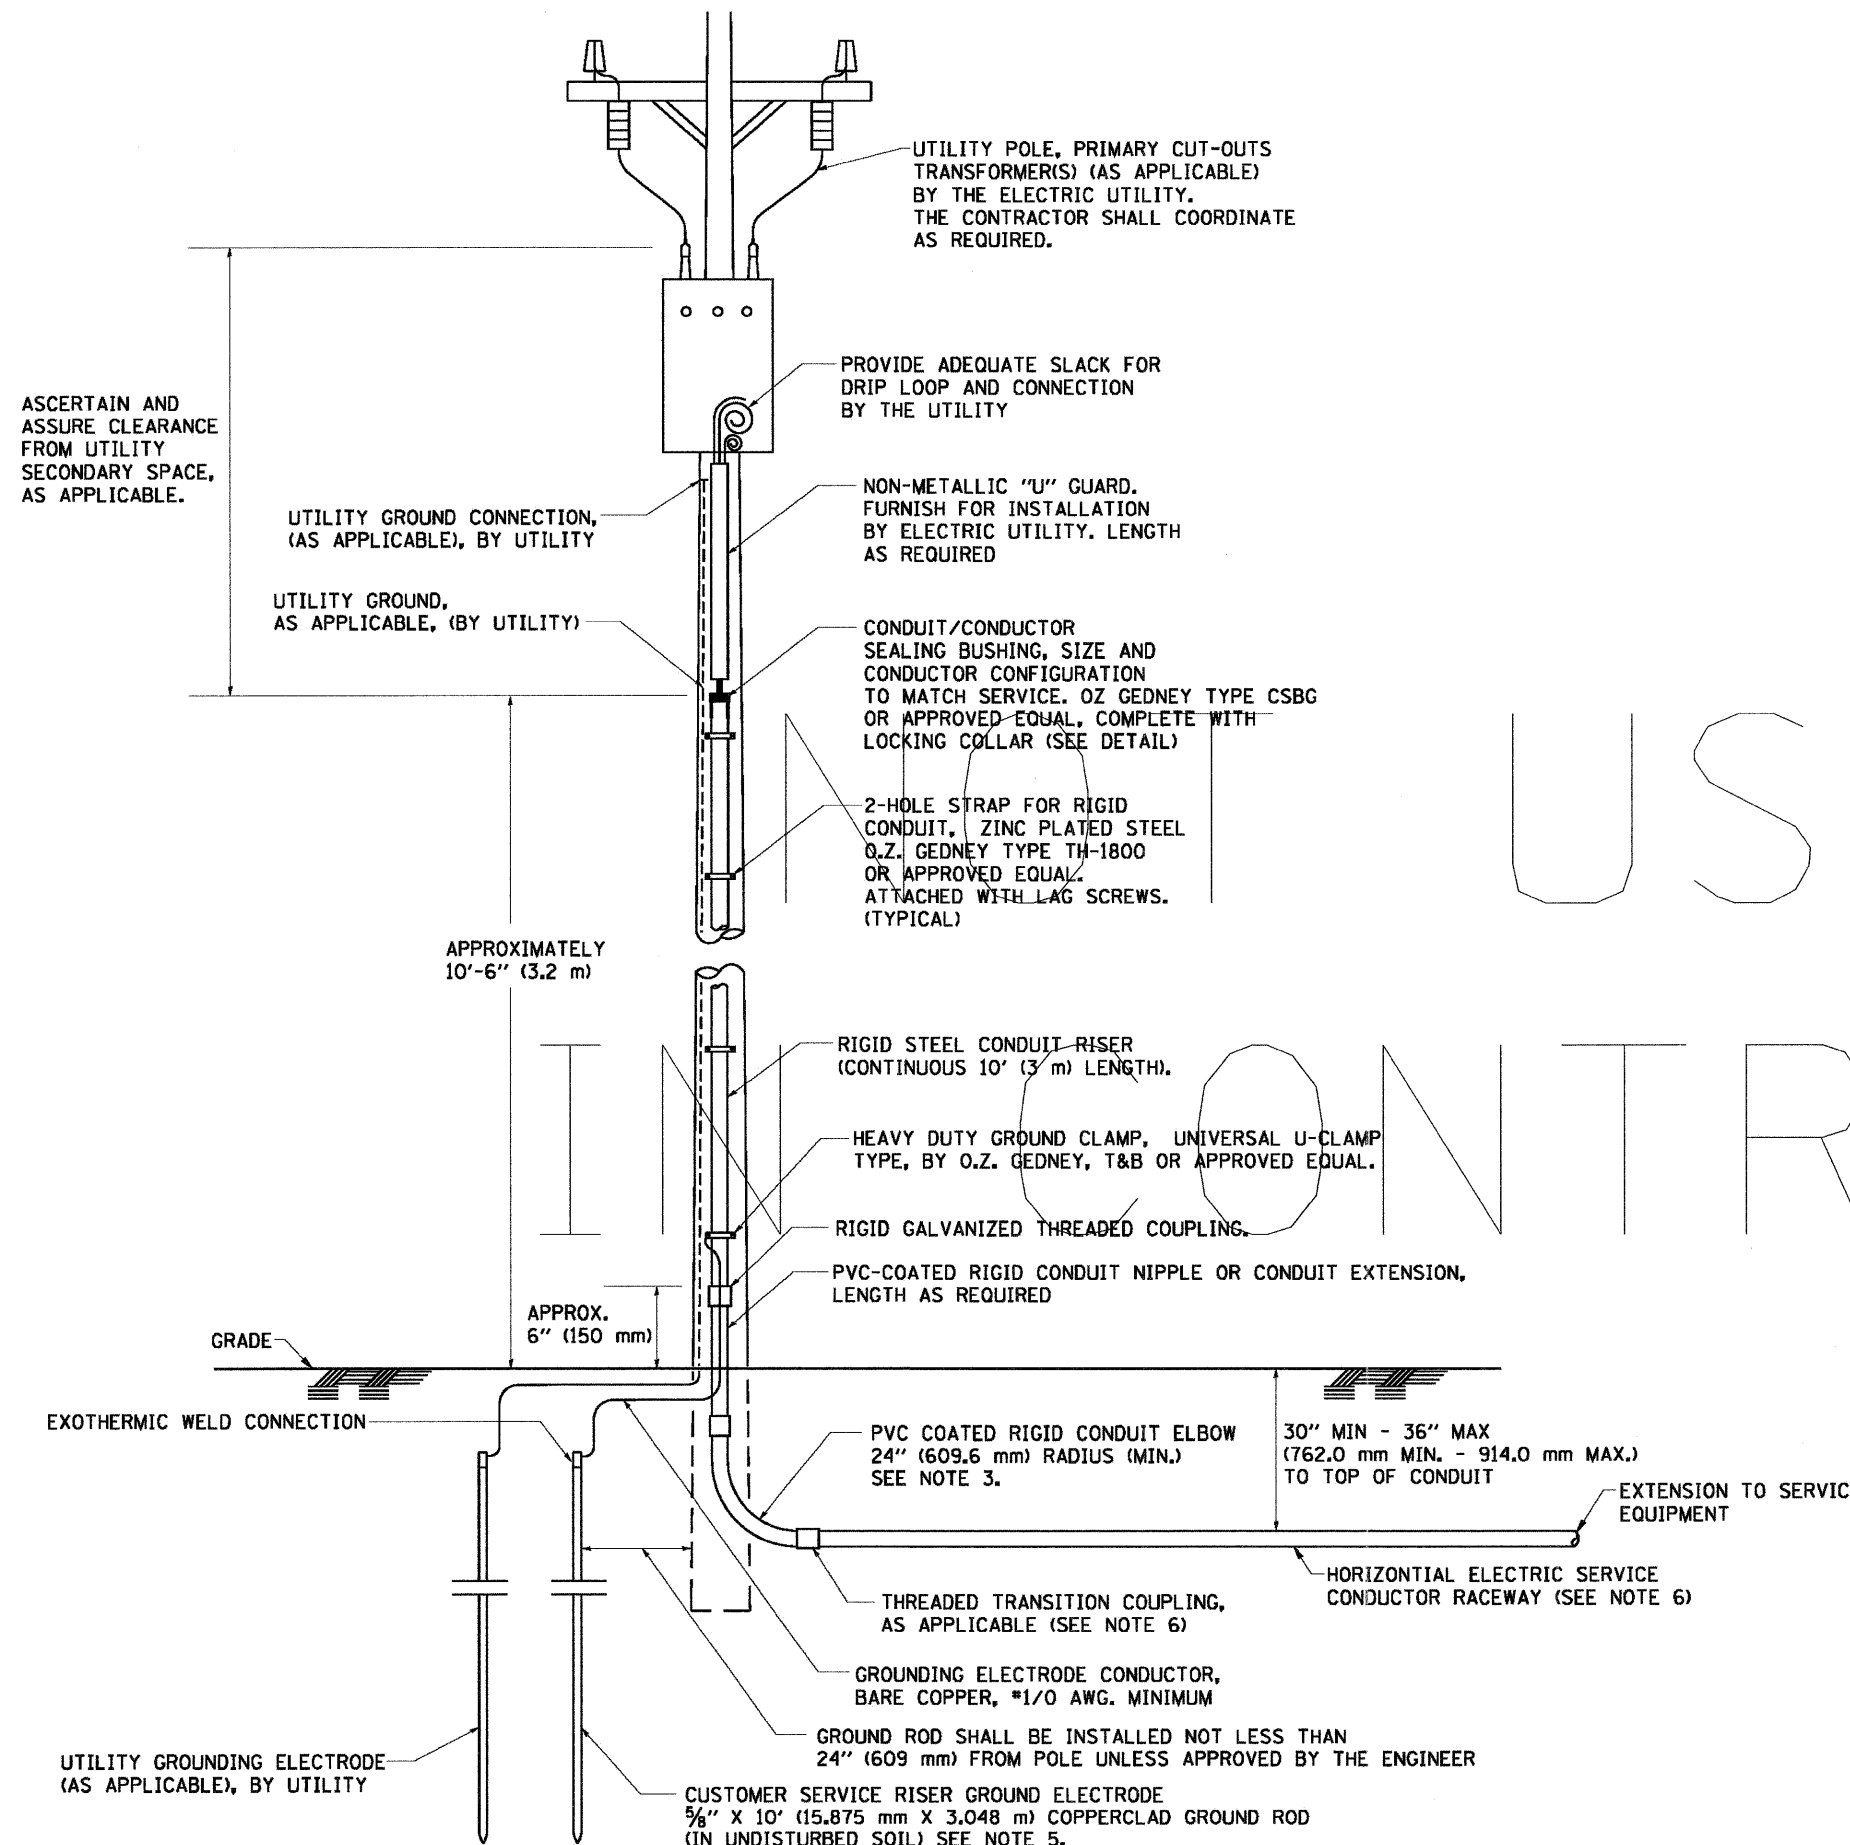 UTILITY POLE, PRIMARY CUT-OUTS
TRANSFORMER(S) (AS APPLICABLE)
BY THE ELECTRIC UTILITY.
THE CONTRACTOR SHALL COORDINATE
AS REQUIRED.
PROVIDE ADEQUATE SLACK FOR
DRIP LOOP AND CONNECTION
BY THE UTILITY
ASCERTAIN AND
ASSURE CLEARANCE
FROM UTILITY
SECONDARY SPACE,
AS APPLICABLE.
NON-METALLIC "U" GUARD.
FURNISH FOR INSTALLATION
BY ELECTRIC UTILITY. LENGTH
AS REQUIRED
UTILITY GROUND CONNECTION,
(AS APPLICABLE), BY UTILITY
UTILITY GROUND,
AS APPLICABLE, (BY UTILITY)
CONDUIT/CONDUCTOR
SEALING BUSHING, SIZE AND
CONDUCTOR CONFIGURATION
TO MATCH SERVICE. OZ GEDNEY TYPE CSBG
OR APPROVED EQUAL, COMPLETE WITH
LOCKING COLLAR (SEE DETAIL)
NOT US
2-HOLE STRAP FOR RIGID
CONDUIT, ZINC PLATED STEEL
O.Z. GEDNEY TYPE TH-1800
OR APPROVED EQUAL.
ATTACHED WITH LAG SCREWS.
(TYPICAL)
APPROXIMATELY
10'-6" (3.2 m)
RIGID STEEL CONDUIT RISER
(CONTINUOUS 10' (3 m) LENGTH).
IN CONTR
HEAVY DUTY GROUND CLAMP, UNIVERSAL U-CLAMP
TYPE, BY O.Z. GEDNEY, T&B OR APPROVED EQUAL.
RIGID GALVANIZED THREADED COUPLING.
PVC-COATED RIGID CONDUIT NIPPLE OR CONDUIT EXTENSION,
LENGTH AS REQUIRED
APPROX.
6" (150 mm)
GRADE
EXOTHERMIC WELD CONNECTION
PVC COATED RIGID CONDUIT ELBOW
24" (609.6 mm) RADIUS (MIN.)
SEE NOTE 3.
30" MIN - 36" MAX
(762.0 mm MIN. - 914.0 mm MAX.)
TO TOP OF CONDUIT
EXTENSION TO SERVIC
EQUIPMENT
HORIZONTIAL ELECTRIC SERVICE
CONDUCTOR RACEWAY (SEE NOTE 6)
THREADED TRANSITION COUPLING,
AS APPLICABLE (SEE NOTE 6)
GROUNDING ELECTRODE CONDUCTOR,
BARE COPPER, #1/0 AWG. MINIMUM
GROUND ROD SHALL BE INSTALLED NOT LESS THAN
24" (609 mm) FROM POLE UNLESS APPROVED BY THE ENGINEER
UTILITY GROUNDING ELECTRODE
(AS APPLICABLE), BY UTILITY
CUSTOMER SERVICE RISER GROUND ELECTRODE
5/8" X 10' (15.875 mm X 3.048 m) COPPERCLAD GROUND ROD
(IN UNDISTURBED SOIL) SEE NOTE 5.